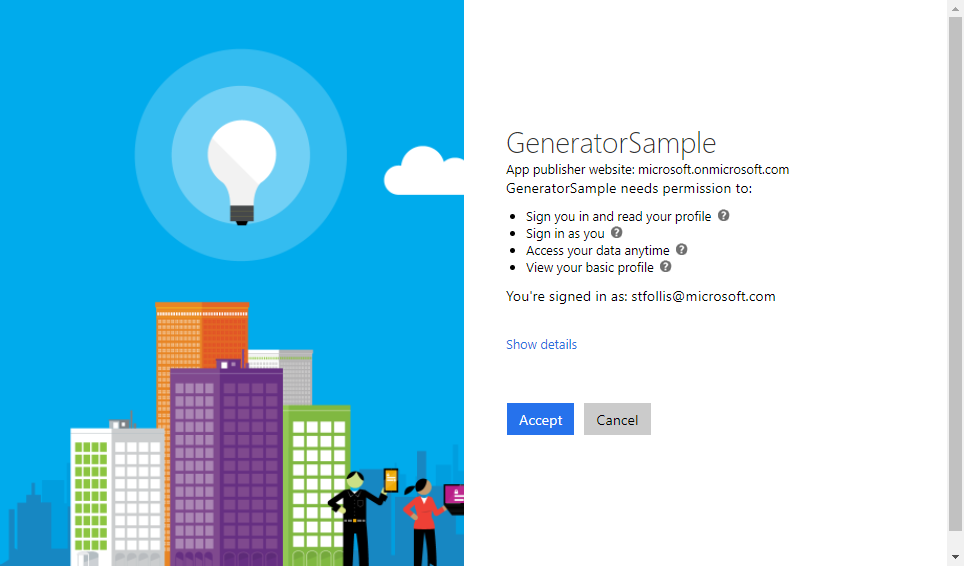 GeneratorSample
App publisher website: microsoft.onmicrosoft.com
GeneratorSample needs permission to:
Sign you in and read your profile
Sign in as you
Access your data anytime
View your basic profile
You're signed in as: stfollis@microsoft.com
Show details
Accept Cancel